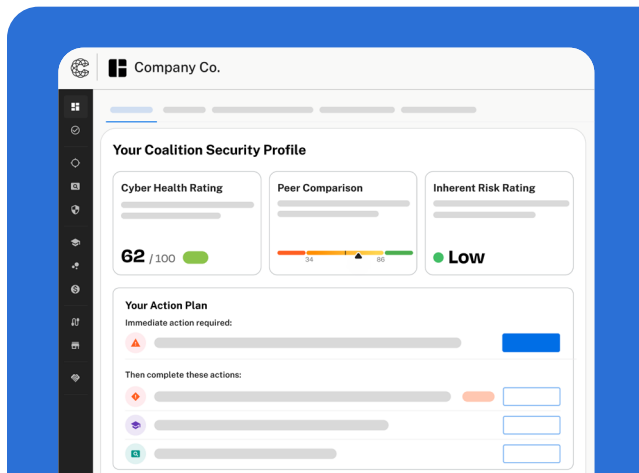 Company Co.
Your Coalition Security Profile
Cyber Health Rating
Peer Comparison
Inherent Risk Rating
62 / 100
34
86
Low
Your Action Plan
Immediate action required:
Then complete these actions: